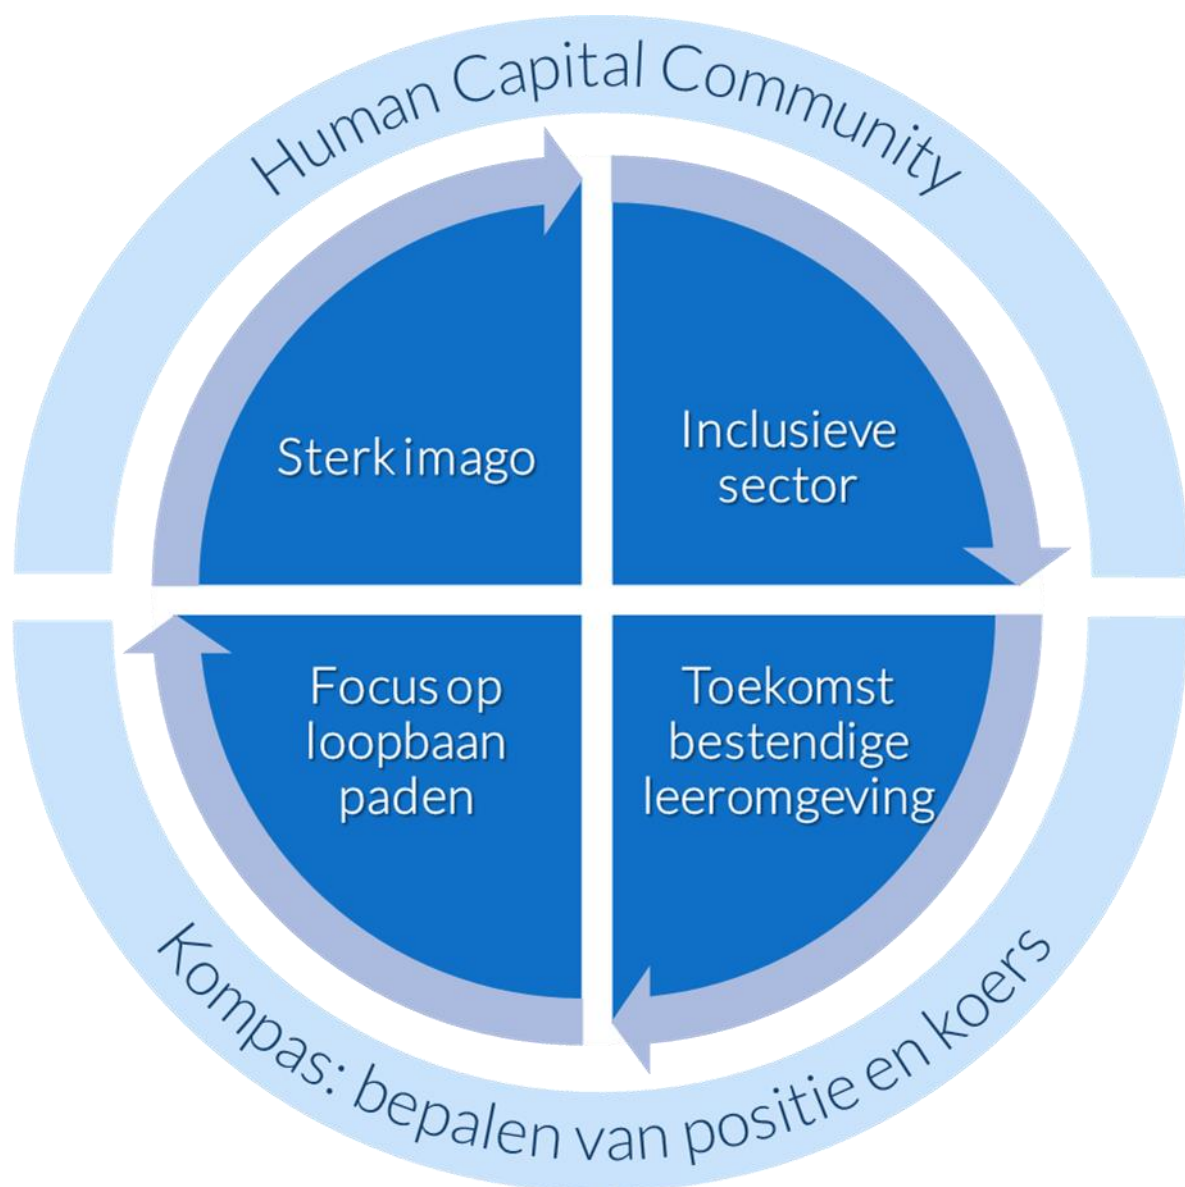 Human Capital Community
Sterk imago
Inclusieve
sector
Focus op
loopbaan
paden
Toekomst
bestendige
leeromgeving
Kompas: bepalen van positie en koers